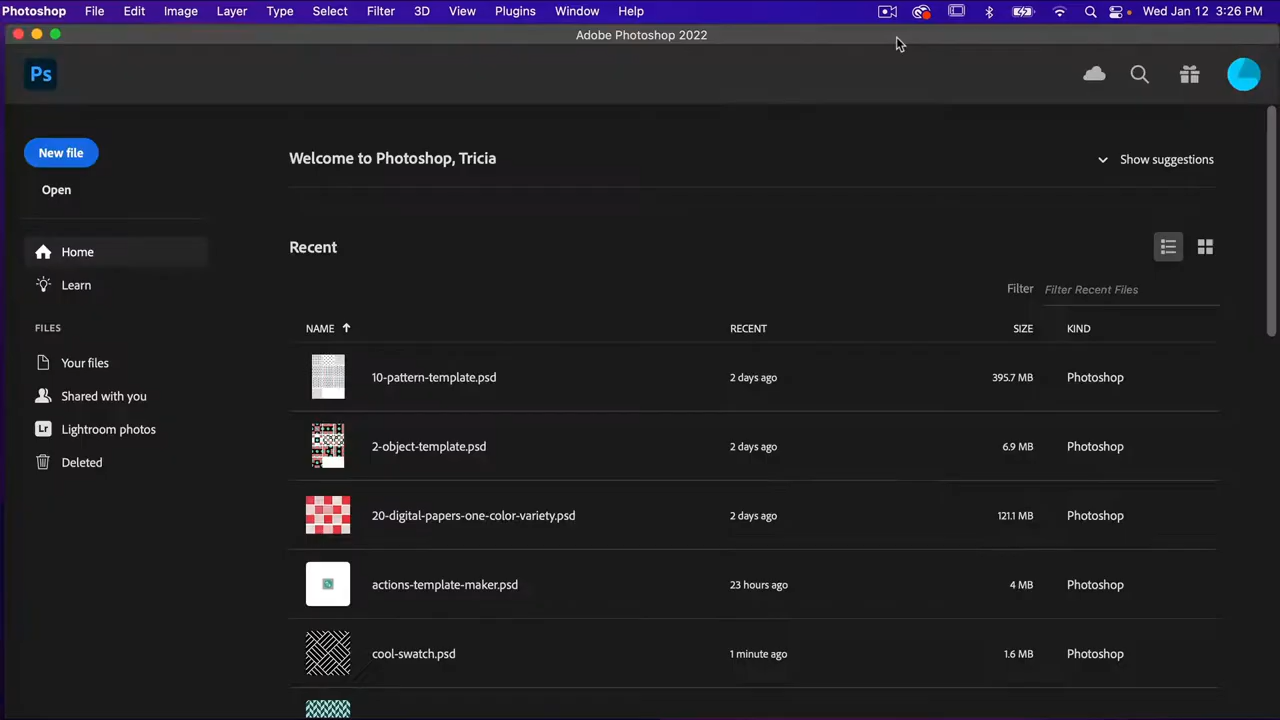 Photoshop File Edit Image Layer Type Select Filter 3D View Plugins Window Help Wed Jan 12 3:26 PM
Adobe Photoshop 2022
Ps
New file
Welcome to Photoshop, Tricia
Show suggestions
Open
Home
Recent
Learn
Filter Filter Recent Files
FILES
NAME RECENT SIZE KIND
Your files
10-pattern-template.psd 2 days ago 395.7 MB Photoshop
Shared with you
Lr Lightroom photos
2-object-template.psd 2 days ago 6.9 MB Photoshop
Deleted
20-digital-papers-one-color-variety.psd 2 days ago 121.1 MB Photoshop
actions-template-maker.psd 23 hours ago 4 MB Photoshop
cool-swatch.psd 1 minute ago 1.6 MB Photoshop